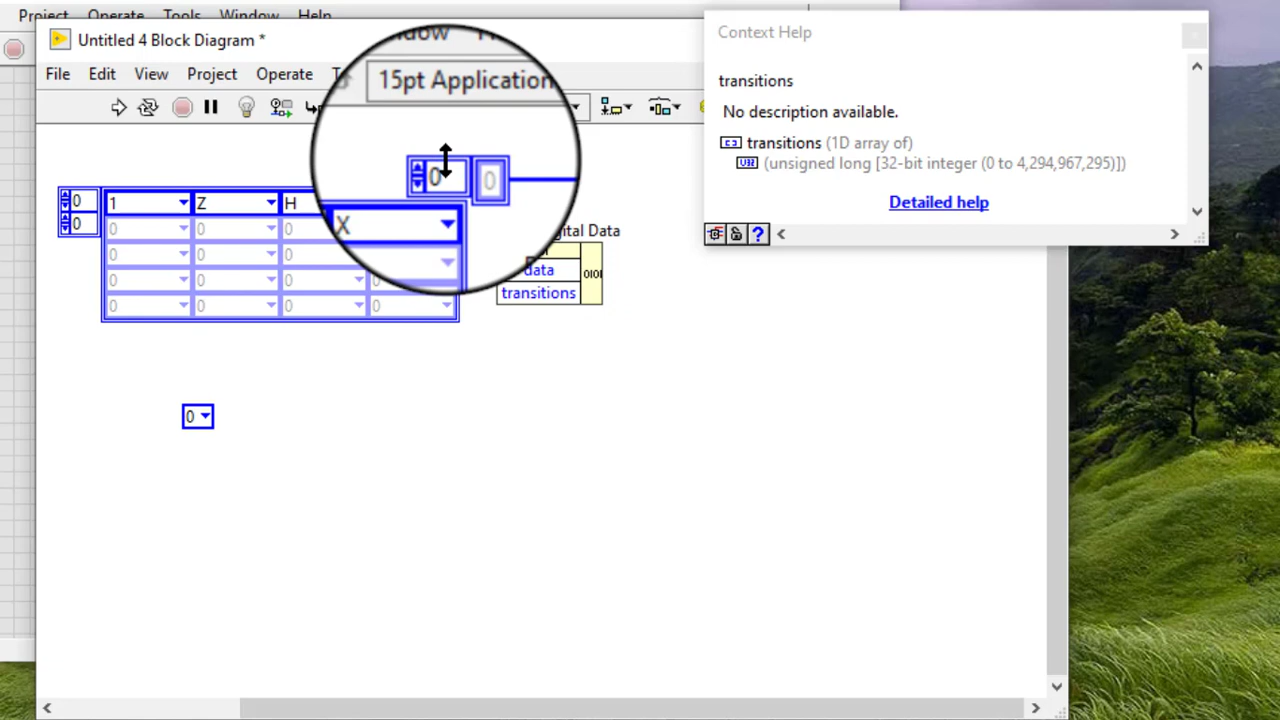 Project Operate Tools Window Help
Untitled 4 Block Diagram *
Context Help
File Edit View Project Operate
15pt Application
transitions
No description available.
transitions (1D array of)
U32 (unsigned long [32-bit integer (0 to 4,294,967,295)])
Detailed help
?
0 0
0 1 Z H X
0 0 0 0
0 0 0
0 0 0 0
0 0 0 0
gital Data
data 0101
transitions
0